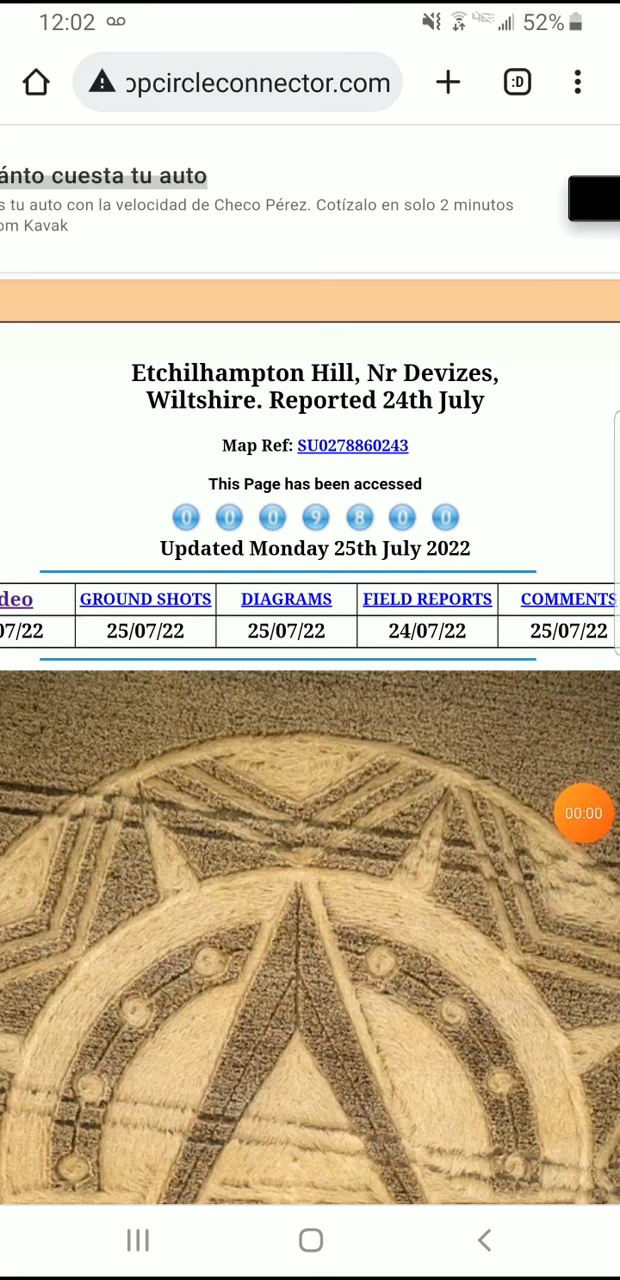 12:02
52%
opcircleconnector.com
:D
ánto cuesta tu auto
s tu auto con la velocidad de Checo Pérez. Cotízalo en solo 2 minutos
om Kavak
Etchilhampton Hill, Nr Devizes,
Wiltshire. Reported 24th July
Map Ref: SU0278860243
This Page has been accessed
0 0 0 9 8 0 0
Updated Monday 25th July 2022
deo GROUND SHOTS DIAGRAMS FIELD REPORTS COMMENTS
07/22 25/07/22 25/07/22 24/07/22 25/07/22
00:00